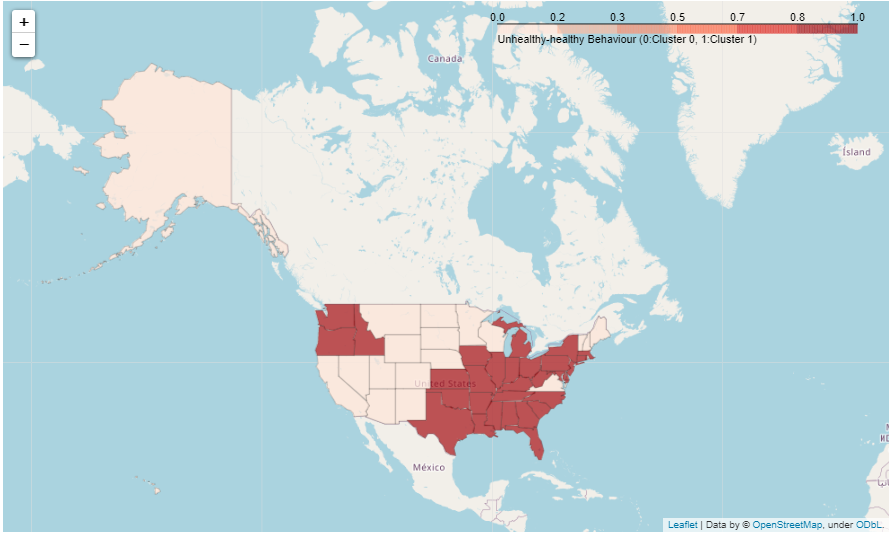 +
−
0.0 0.2 0.3 0.5 0.7 0.8 1.0
Unhealthy-healthy Behaviour (0:Cluster 0, 1:Cluster 1)
Canada
Ísland
United States
México
Leaflet | Data by © OpenStreetMap, under ODbL.